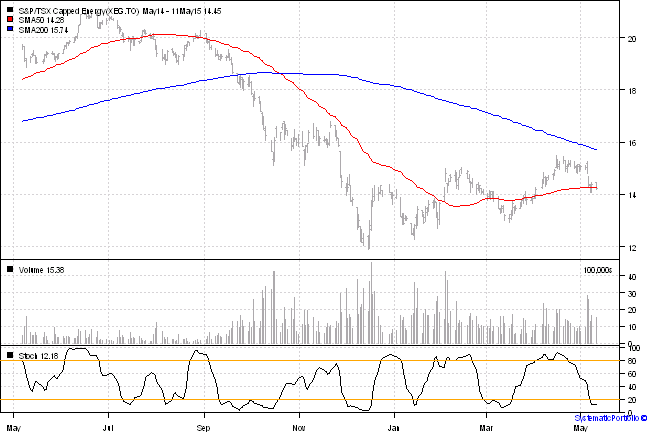 S&P/TSX Capped Energy(XEG.TO) May14 - 11May15 14.45
SMA50 14.28
SMA200 15.74
20
18
16
14
12
Volume 15.38
100,000s
40
30
20
10
0
Stoch 12.18
100
80
60
40
20
0
SystematicPortfolio ©
May
Jul
Sep
Nov
Jan
Mar
May